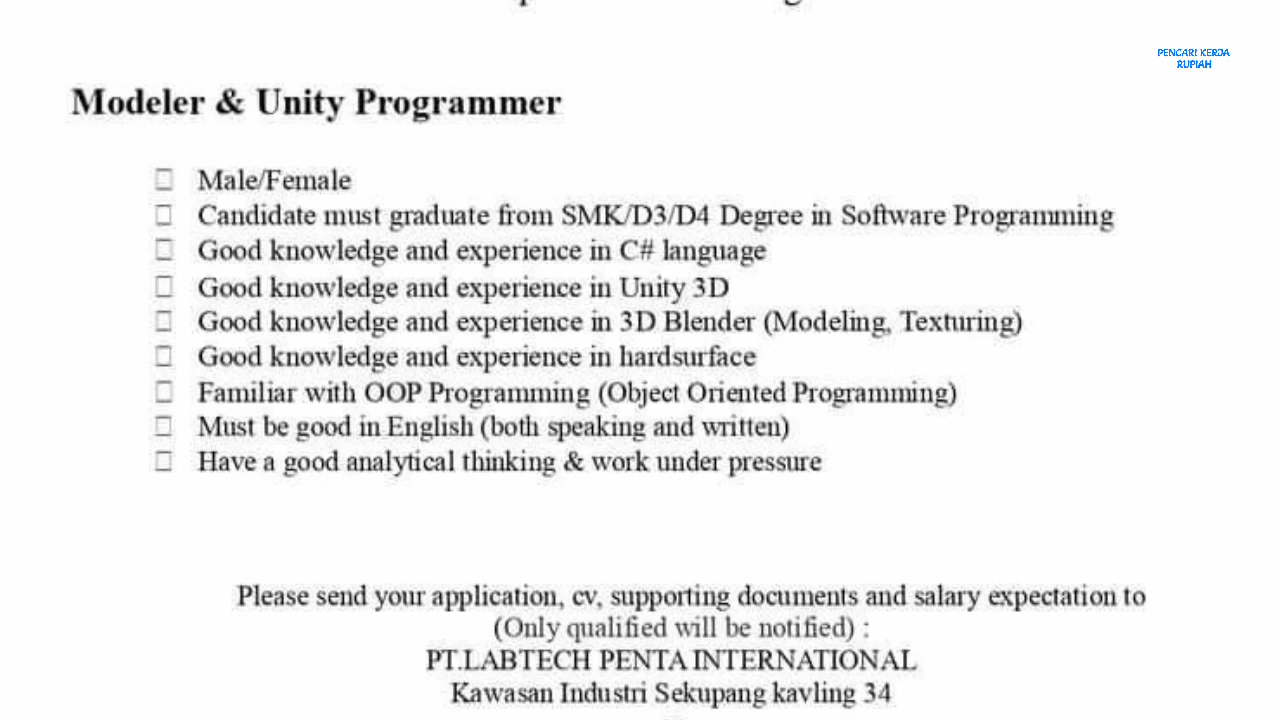 PENCARI KERJA
RUPIAH
Modeler & Unity Programmer
Male/Female
Candidate must graduate from SMK/D3/D4 Degree in Software Programming
Good knowledge and experience in C# language
Good knowledge and experience in Unity 3D
Good knowledge and experience in 3D Blender (Modeling, Texturing)
Good knowledge and experience in hardsurface
Familiar with OOP Programming (Object Oriented Programming)
Must be good in English (both speaking and written)
Have a good analytical thinking & work under pressure
Please send your application, cv, supporting documents and salary expectation to
(Only qualified will be notified) :
PT.LABTECH PENTA INTERNATIONAL
Kawasan Industri Sekupang kavling 34